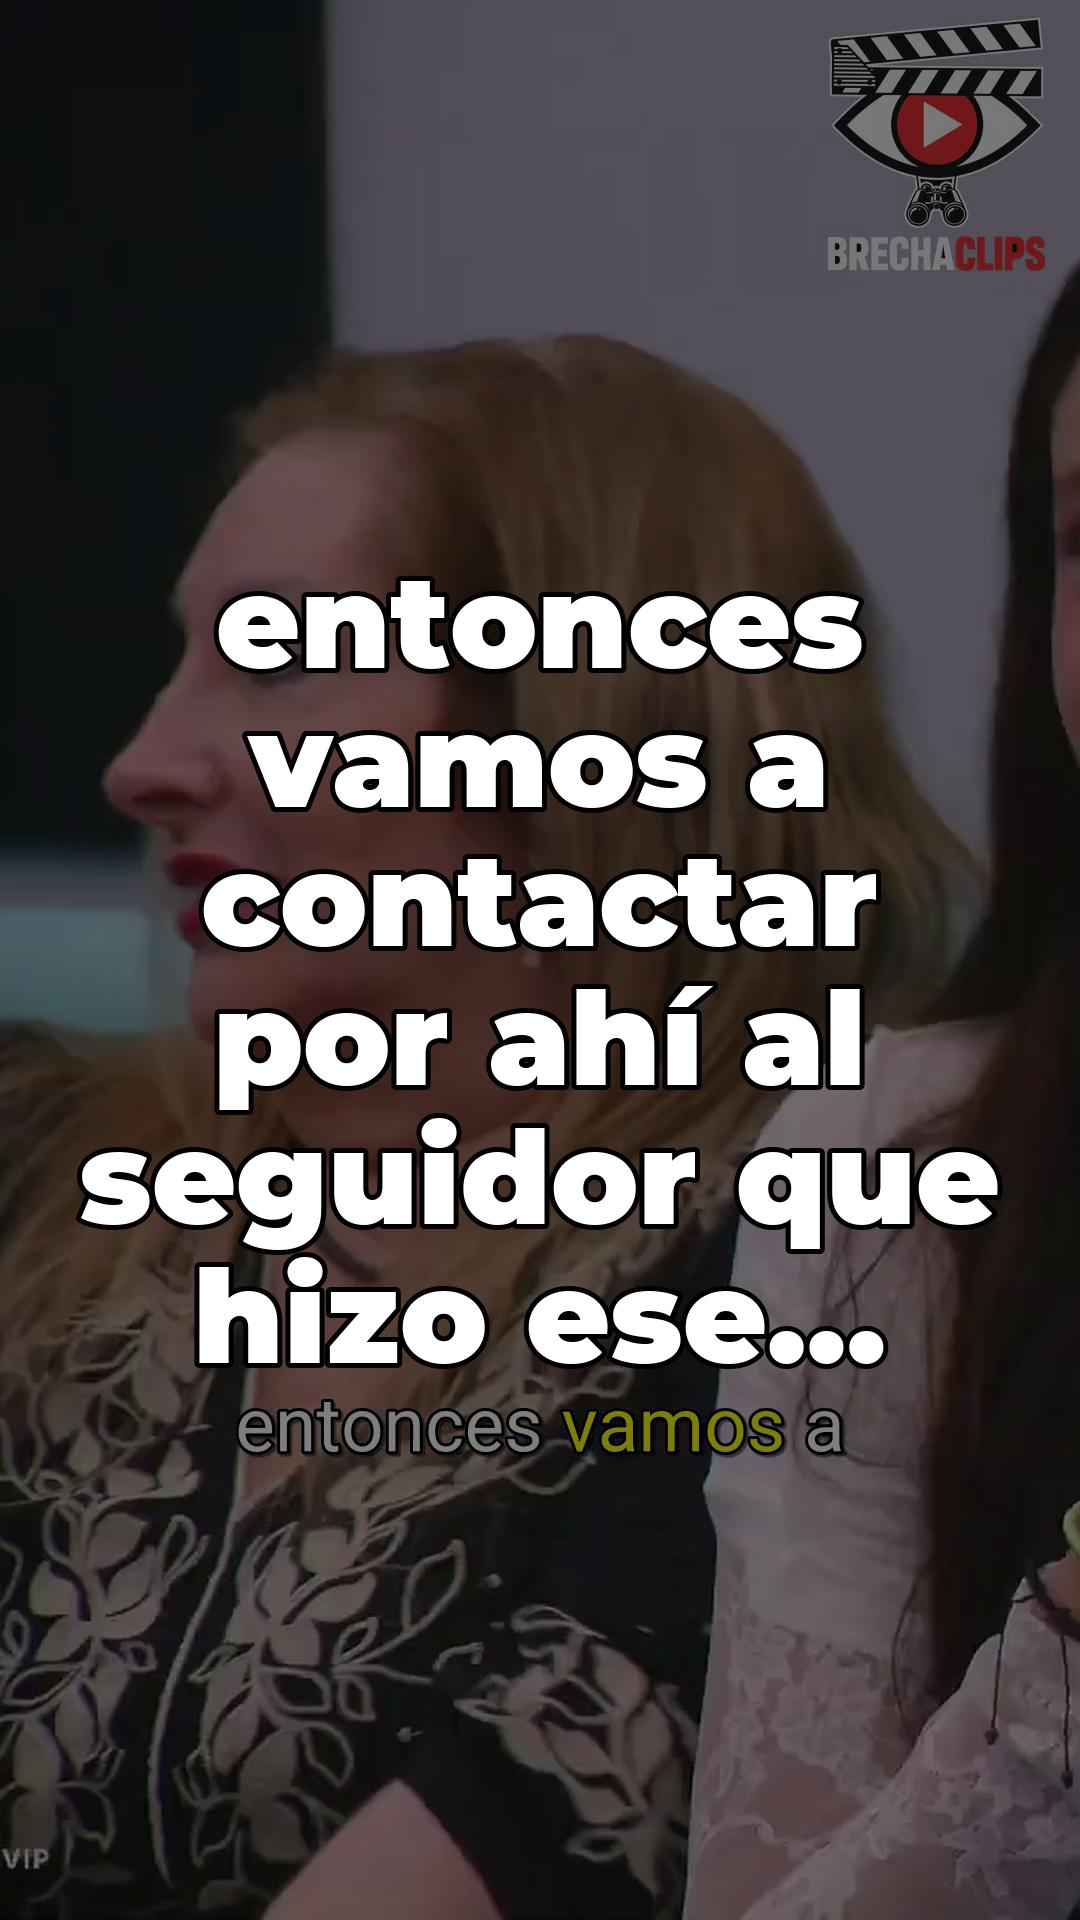 BRECHACLIPS
entonces
vamos a
contactar
por ahí al
seguidor que
hizo ese...
entonces vamos a
VIP